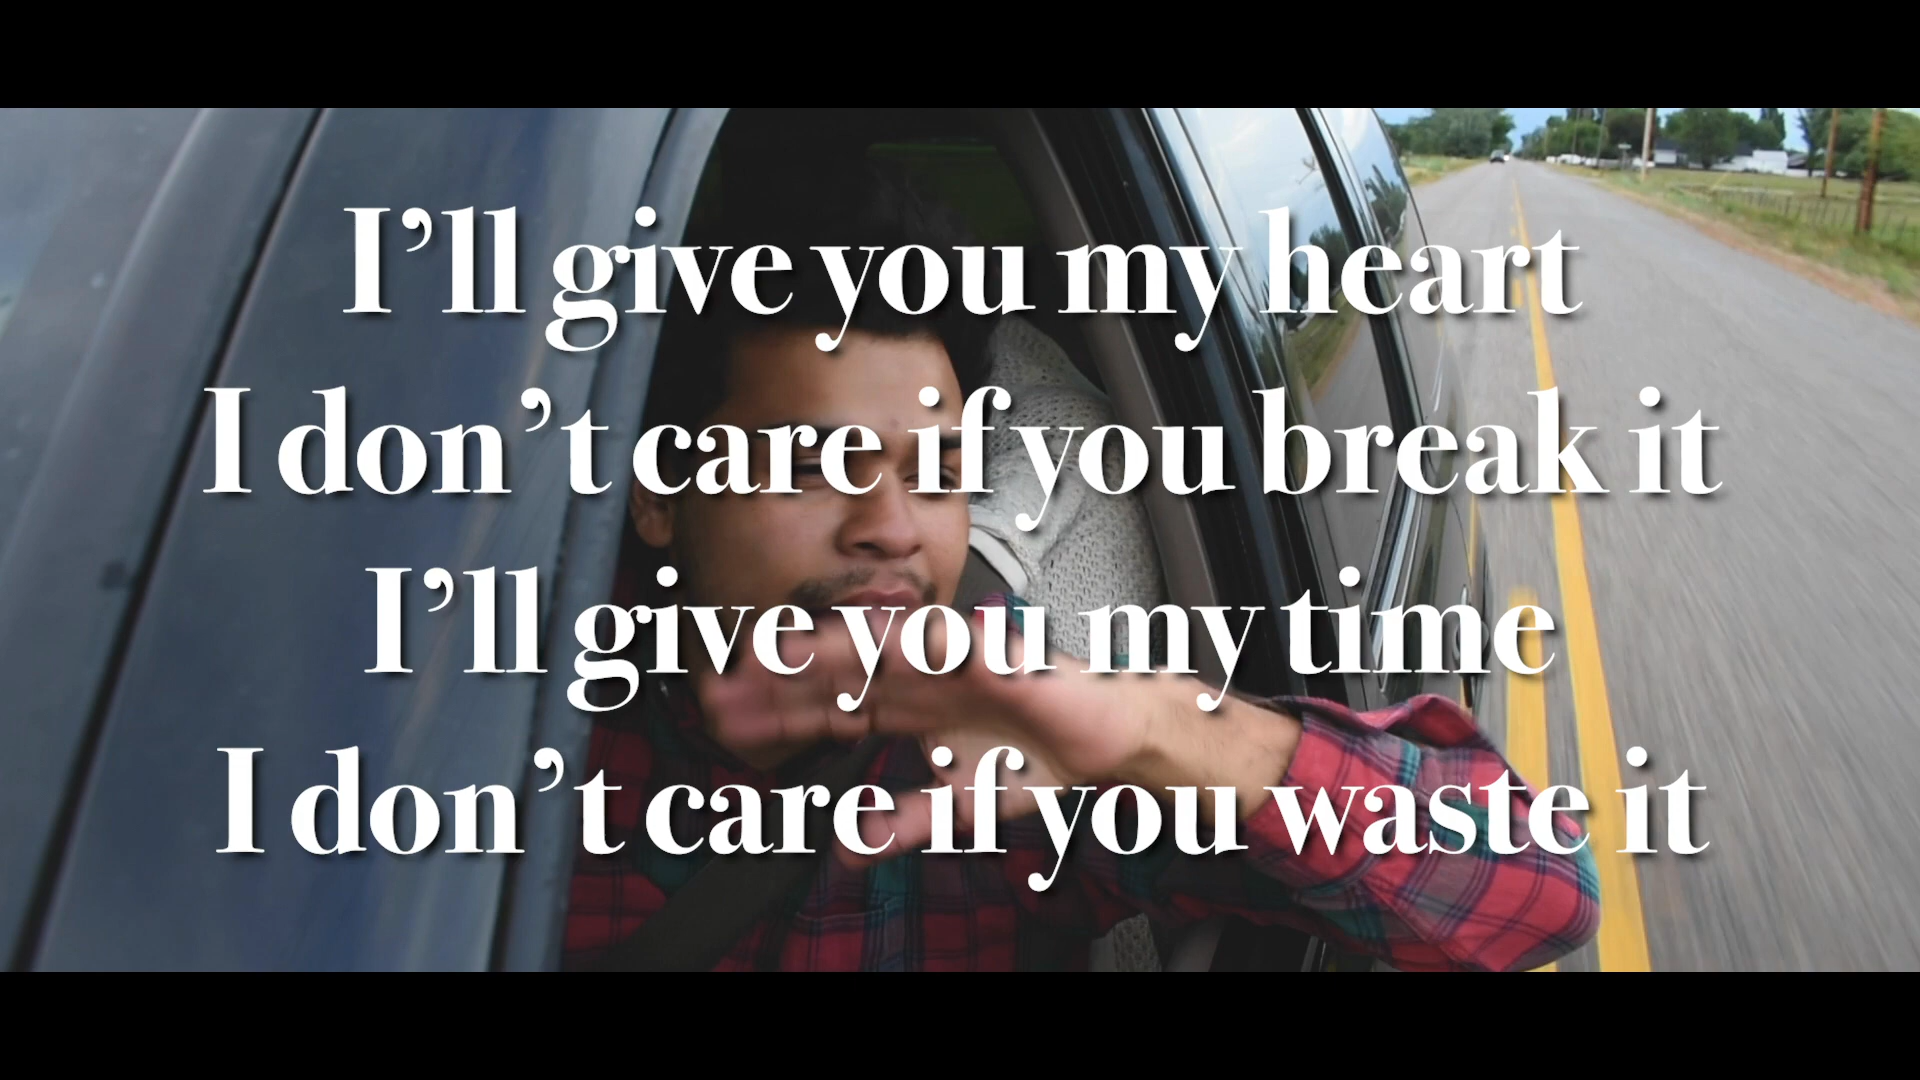 I’ll give you my heart
I don’t care if you break it
I’ll give you my time
I don’t care if you waste it